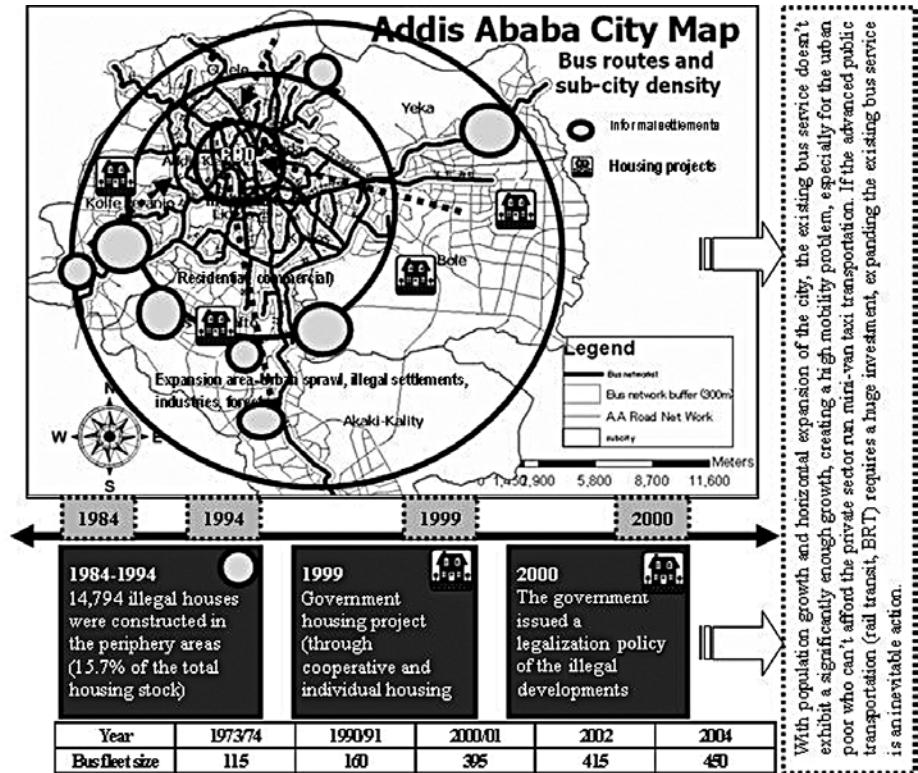 Addis Ababa City Map
Bus routes and
sub-city density
Informal settlements
Housing projects
Yeka
Kolfe
Bole
Residential, commercial)
Expansion area-Urban sprawl, illegal settlements,
industries,
Akaki-Kality
N
W
E
S
Legend
Bus network
Bus network buffer (300m)
A.A Road Net Work
subcity
Meters
0 1,450 2,900 5,800 8,700 11,600
1984
1994
1999
2000
1984-1994
14,794 illegal houses
were constructed in
the periphery areas
(15.7% of the total
housing stock)
1999
Government
housing project
(through
cooperative and
individual housing
2000
The government
issued a
legalization policy
of the illegal
developments
Year 1973/74 1990/91 2000/01 2002 2004
Bus fleet size 115 160 395 415 450
With population growth and horizontal expansion of the city, the existing bus service doesn't
exhibit a significantly enough growth, creating a high mobility problem, especially for the urban
poor who can't afford the private sector run mini-van taxi transportation. If the advanced public
transportation (rail transit, BRT) requires a huge investment, expanding the existing bus service
is an inevitable action.